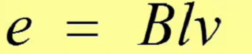 e = Blv